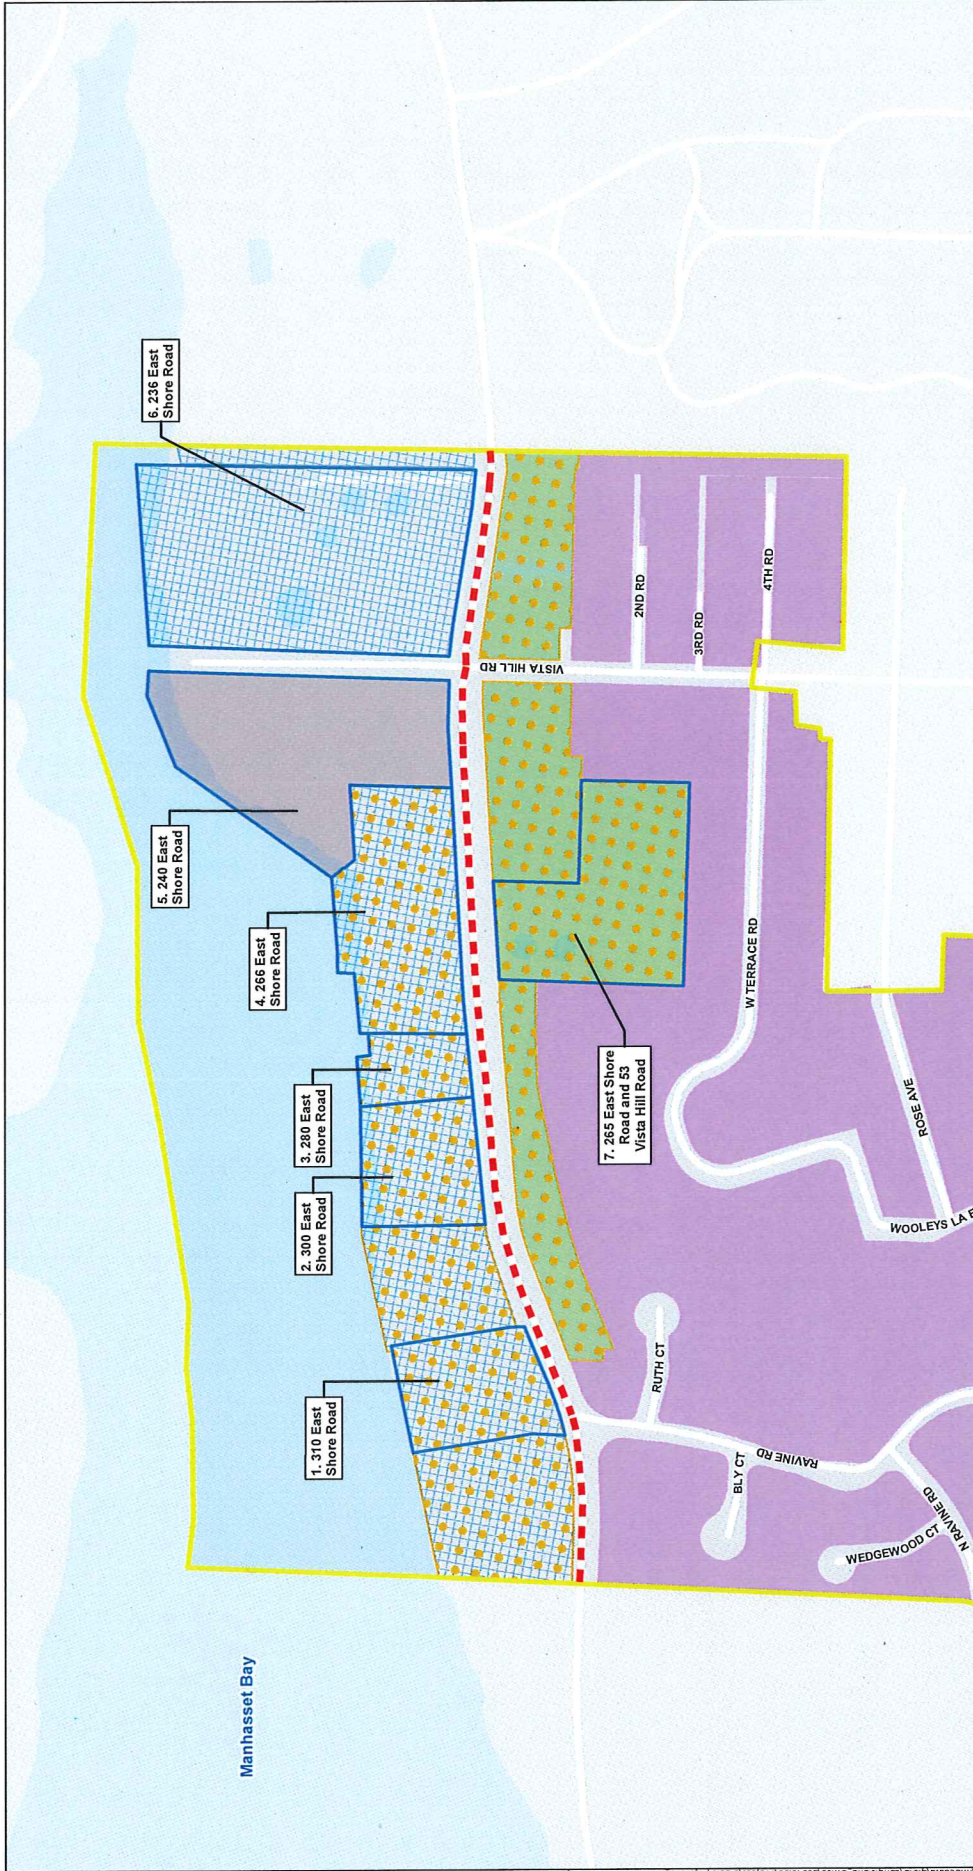 6. 236 East
Shore Road
5. 240 East
Shore Road
4. 266 East
Shore Road
3. 280 East
Shore Road
2. 300 East
Shore Road
1. 310 East
Shore Road
7. 265 East Shore
Road and 53
Vista Hill Road
Manhasset Bay
VISTA HILL RD
2ND RD
3RD RD
4TH RD
W TERRACE RD
ROSE AVE
WOOLEYS LA
RUTH CT
RAVINE RD
BLY CT
WEDGEWOOD CT
N RAVINE RD